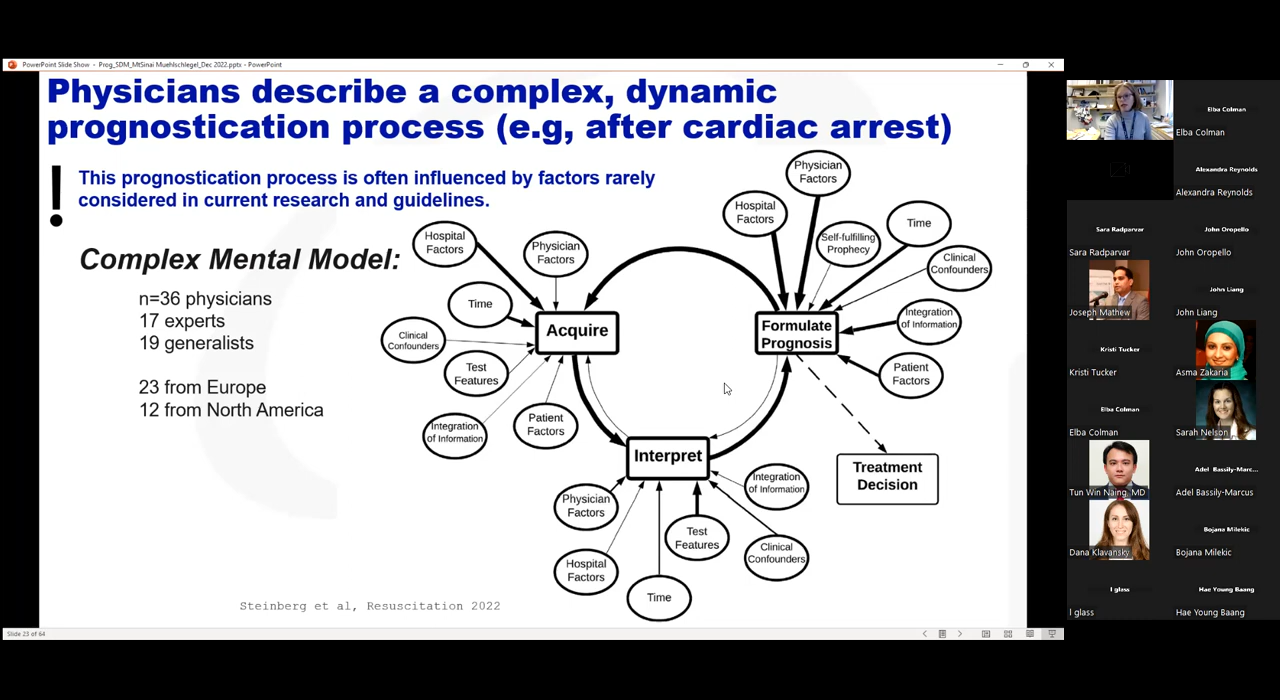 PowerPoint Slide Show - Prog_SDM_MtSinai Muehlschlegel_Dec 2022.pptx - PowerPoint
Physicians describe a complex, dynamic
prognostication process (e.g, after cardiac arrest)
!
This prognostication process is often influenced by factors rarely
considered in current research and guidelines.
Complex Mental Model:
n=36 physicians
17 experts
19 generalists
23 from Europe
12 from North America
Hospital
Factors
Physician
Factors
Time
Clinical
Confounders
Test
Features
Integration
of Information
Patient
Factors
Acquire
Physician
Factors
Hospital
Factors
Self-fulfilling
Prophecy
Time
Clinical
Confounders
Integration
of Information
Patient
Factors
Formulate
Prognosis
Interpret
Physician
Factors
Hospital
Factors
Time
Test
Features
Clinical
Confounders
Integration
of Information
Treatment
Decision
Steinberg et al, Resuscitation 2022
Slide 23 of 64
Elba Colman
Elba Colman
Alexandra Reynolds
Alexandra Reynolds
Sara Radparvar
Sara Radparvar
John Oropello
John Oropello
Joseph Mathew
John Liang
John Liang
Kristi Tucker
Kristi Tucker
Asma Zakaria
Elba Colman
Elba Colman
Sarah Nelson
Tun Win Naing, MD
Adel Bassily-Marc...
Adel Bassily-Marcus
Dana Klavansky
Bojana Milekic
Bojana Milekic
l glass
l glass
Hae Young Baang
Hae Young Baang